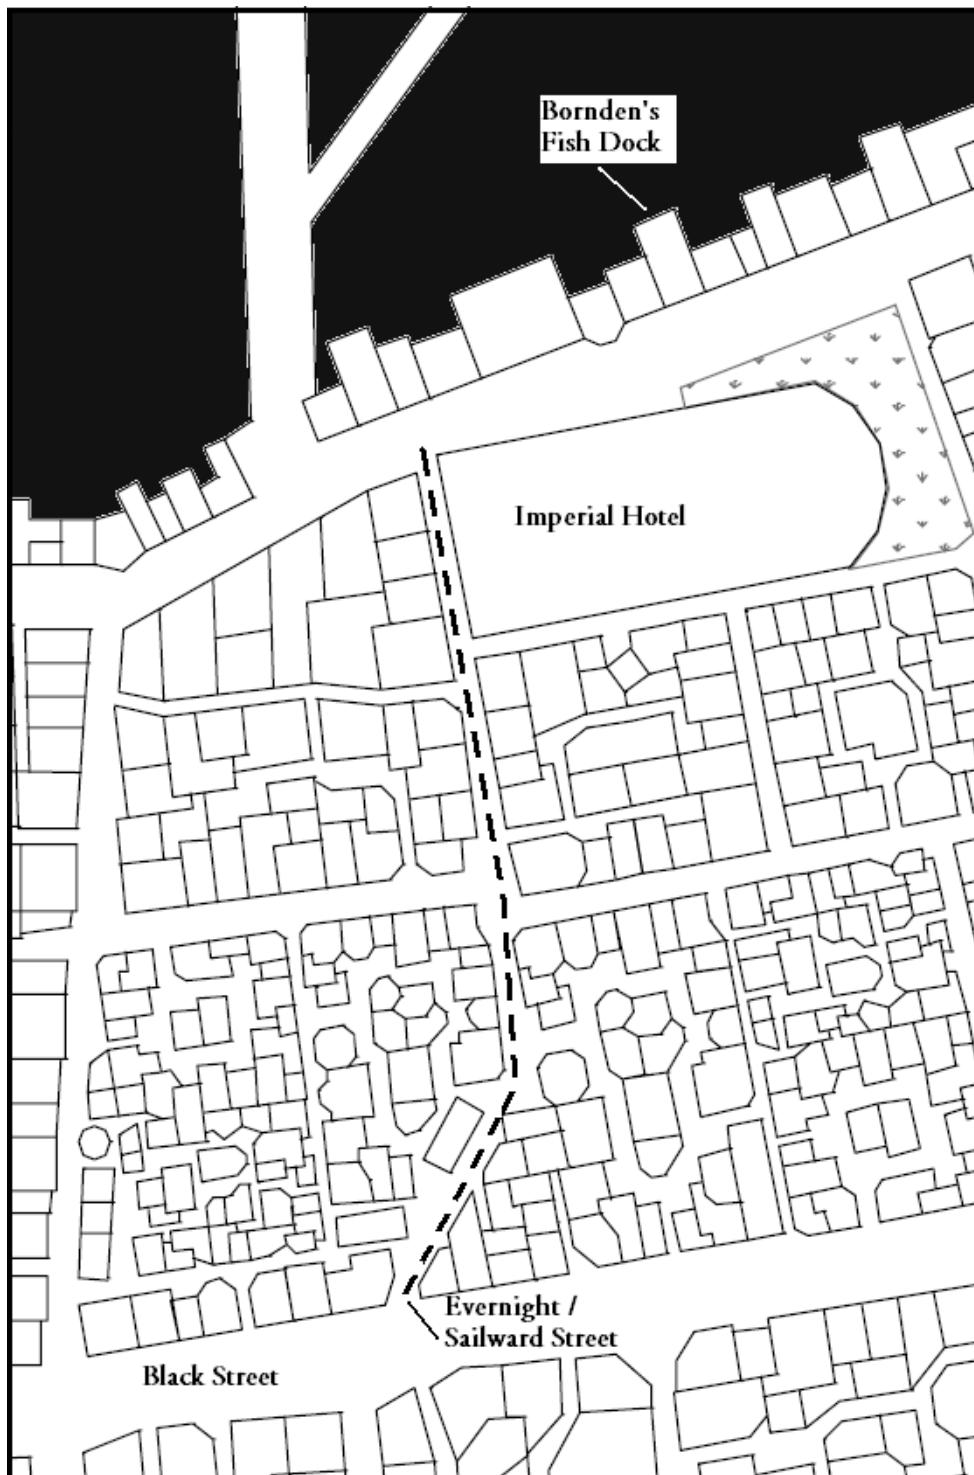 Bornden's
Fish Dock
Imperial Hotel
Evernight /
Sailward Street
Black Street